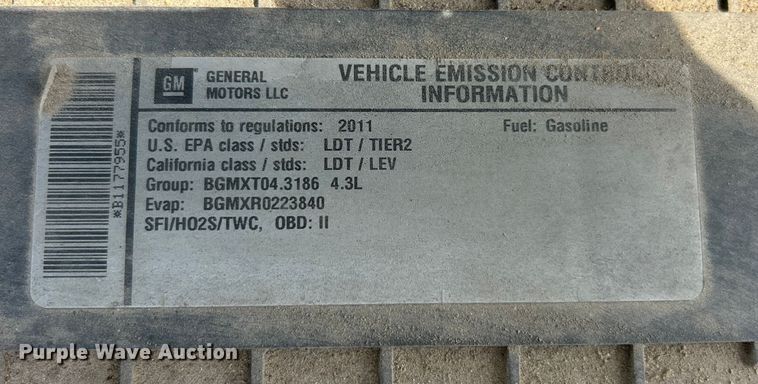 GM
GENERAL MOTORS LLC
VEHICLE EMISSION CONTROL INFORMATION
Conforms to regulations: 2011 Fuel: Gasoline
U.S. EPA class / stds: LDT / TIER2
California class / stds: LDT / LEV
Group: BGMXT04.3186 4.3L
Evap: BGMXR0223840
SFI/HO2S/TWC, OBD: II
*B1177955*
Purple Wave Auction